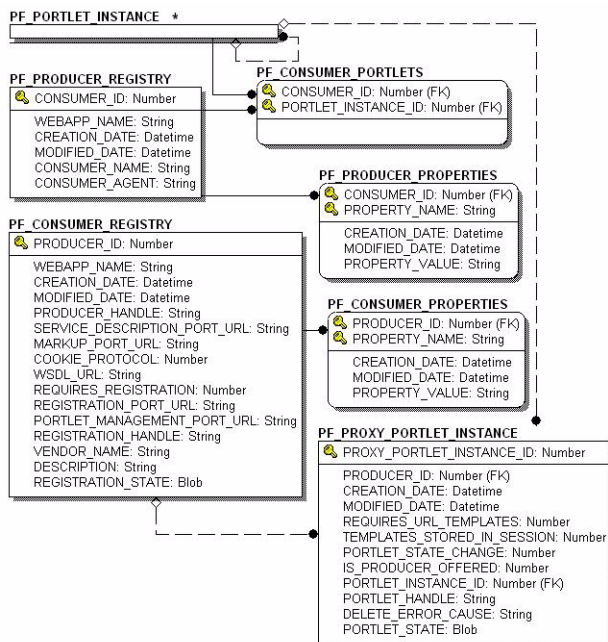 PF_PORTLET_INSTANCE *
PF_PRODUCER_REGISTRY
CONSUMER_ID: Number
WEBAPP_NAME: String
CREATION_DATE: Datetime
MODIFIED_DATE: Datetime
CONSUMER_NAME: String
CONSUMER_AGENT: String
PF_CONSUMER_PORTLETS
CONSUMER_ID: Number (FK)
PORTLET_INSTANCE_ID: Number (FK)
PF_PRODUCER_PROPERTIES
CONSUMER_ID: Number (FK)
PROPERTY_NAME: String
CREATION_DATE: Datetime
MODIFIED_DATE: Datetime
PROPERTY_VALUE: String
PF_CONSUMER_REGISTRY
PRODUCER_ID: Number
WEBAPP_NAME: String
CREATION_DATE: Datetime
MODIFIED_DATE: Datetime
PRODUCER_HANDLE: String
SERVICE_DESCRIPTION_PORT_URL: String
MARKUP_PORT_URL: String
COOKIE_PROTOCOL: Number
WSDL_URL: String
REQUIRES_REGISTRATION: Number
REGISTRATION_PORT_URL: String
PORTLET_MANAGEMENT_PORT_URL: String
REGISTRATION_HANDLE: String
VENDOR_NAME: String
DESCRIPTION: String
REGISTRATION_STATE: Blob
PF_CONSUMER_PROPERTIES
PRODUCER_ID: Number (FK)
PROPERTY_NAME: String
CREATION_DATE: Datetime
MODIFIED_DATE: Datetime
PROPERTY_VALUE: String
PF_PROXY_PORTLET_INSTANCE
PROXY_PORTLET_INSTANCE_ID: Number
PRODUCER_ID: Number (FK)
CREATION_DATE: Datetime
MODIFIED_DATE: Datetime
REQUIRES_URL_TEMPLATES: Number
TEMPLATES_STORED_IN_SESSION: Number
PORTLET_STATE_CHANGE: Number
IS_PRODUCER_OFFERED: Number
PORTLET_INSTANCE_ID: Number (FK)
PORTLET_HANDLE: String
DELETE_ERROR_CAUSE: String
PORTLET_STATE: Blob